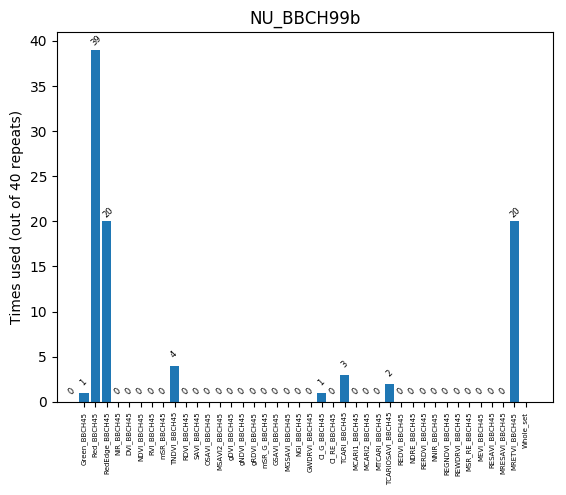 NU_BBCH99b
Times used (out of 40 repeats)
40
35
30
25
20
15
10
5
0
0 1 39 20 0 0 0 0 0 4 0 0 0 0 0 0 0 0 0 0 0 0 1 0 3 0 0 0 2 0 0 0 0 0 0 0 0 0 0 20
Green_BBCH45
Red_BBCH45
RedEdge_BBCH45
NIR_BBCH45
DVI_BBCH45
NDVI_BBCH45
RVI_BBCH45
mSR_BBCH45
TNDVI_BBCH45
RDVI_BBCH45
SAVI_BBCH45
OSAVI_BBCH45
MSAVI2_BBCH45
gDVI_BBCH45
gNDVI_BBCH45
gRDVI_BBCH45
mSR_G_BBCH45
GSAVI_BBCH45
MGSAVI_BBCH45
NGI_BBCH45
GWDRVI_BBCH45
CI_G_BBCH45
CI_RE_BBCH45
TCARI_BBCH45
MCARI1_BBCH45
MCARI2_BBCH45
MTCARI_BBCH45
TCARIOSAVI_BBCH45
REDVI_BBCH45
NDRE_BBCH45
RERDVI_BBCH45
NNIR_BBCH45
REGNDVI_BBCH45
REWDRVI_BBCH45
MSR_RE_BBCH45
MEVI_BBCH45
RESAVI_BBCH45
MRESAVI_BBCH45
MRETVI_BBCH45
Whole_set